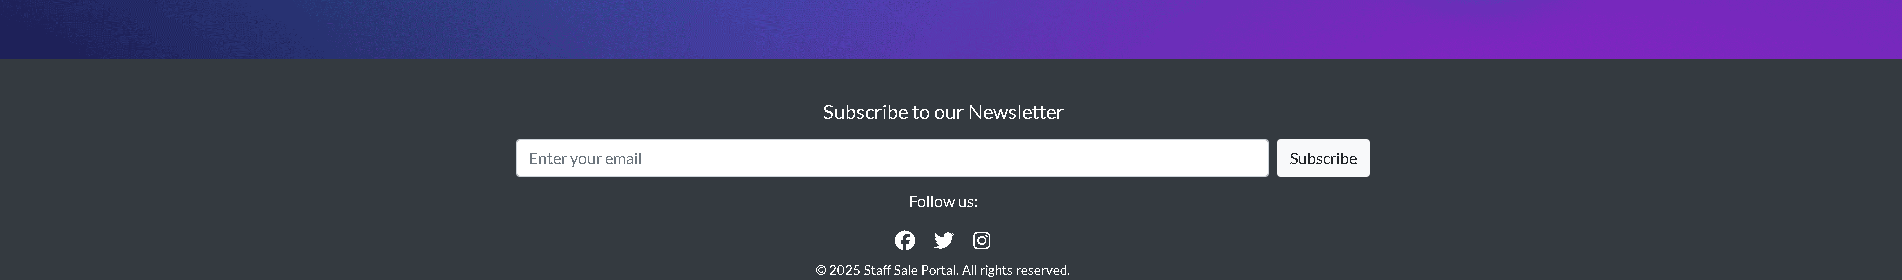 Subscribe to our Newsletter
Enter your email
Subscribe
Follow us:
© 2025 Staff Sale Portal. All rights reserved.